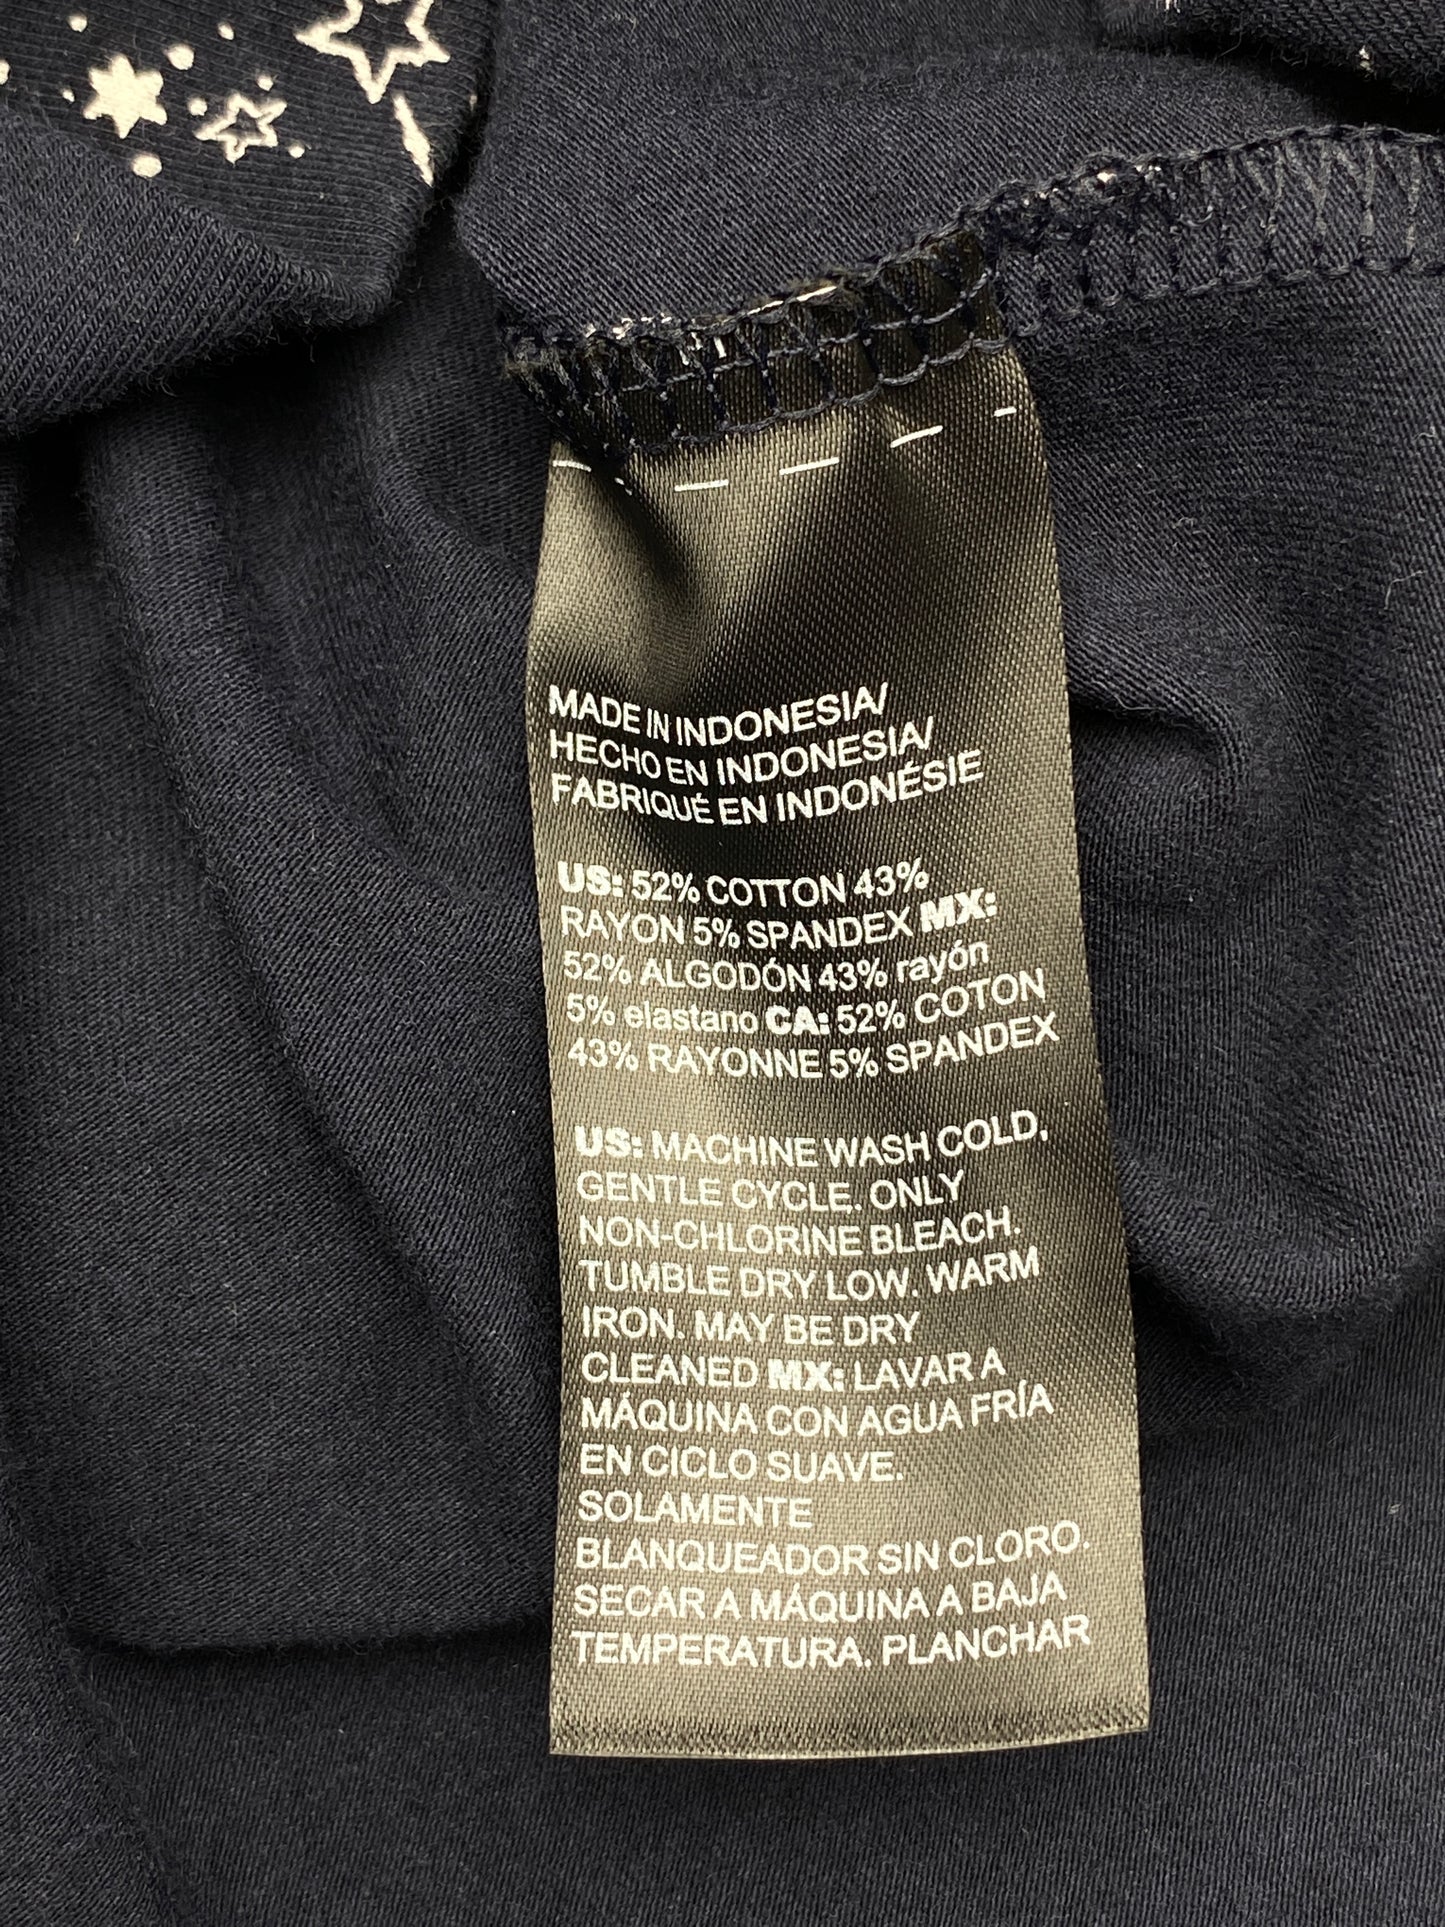 MADE IN INDONESIA/
HECHO EN INDONESIA/
FABRIQUÉ EN INDONÉSIE
US: 52% COTTON 43%
RAYON 5% SPANDEX MX:
52% ALGODÓN 43% rayón
5% elastano CA: 52% COTON
43% RAYONNE 5% SPANDEX
US: MACHINE WASH COLD,
GENTLE CYCLE. ONLY
NON-CHLORINE BLEACH.
TUMBLE DRY LOW. WARM
IRON. MAY BE DRY
CLEANED MX: LAVAR A
MÁQUINA CON AGUA FRÍA
EN CICLO SUAVE.
SOLAMENTE
BLANQUEADOR SIN CLORO.
SECAR A MÁQUINA A BAJA
TEMPERATURA. PLANCHAR